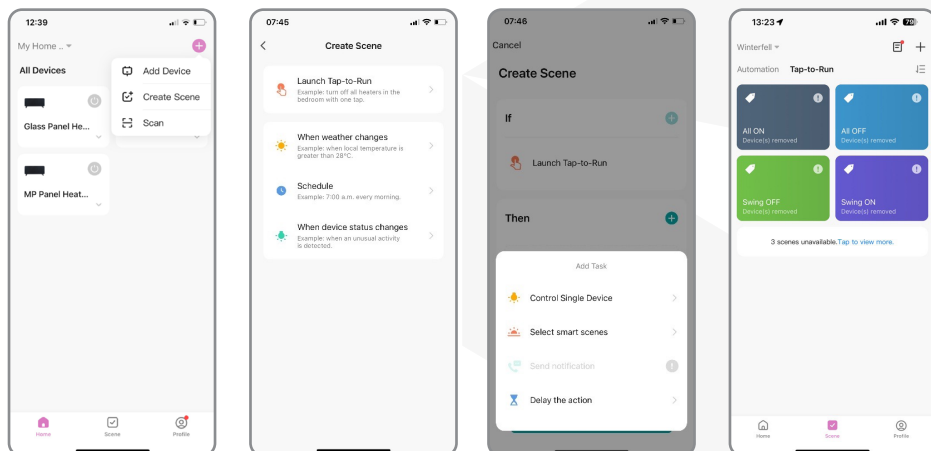 12:39
My Home ..
All Devices
Add Device
Create Scene
Scan
Glass Panel He...
MP Panel Heat...
Home
Scene
Profile
07:45
Create Scene
Launch Tap-to-Run
Example: turn off all heaters in the
bedroom with one tap.
When weather changes
Example: when local temperature is
greater than 28°C.
Schedule
Example: 7:00 a.m. every morning.
When device status changes
Example: when an unusual activity
is detected.
07:46
Cancel
Create Scene
If
Launch Tap-to-Run
Then
Add Task
Control Single Device
Select smart scenes
Send notification
Delay the action
13:23
79
Winterfell
Automation Tap-to-Run
All ON
Device(s) removed
All OFF
Device(s) removed
Swing OFF
Device(s) removed
Swing ON
Device(s) removed
3 scenes unavailable.Tap to view more.
Home
Scene
Profile